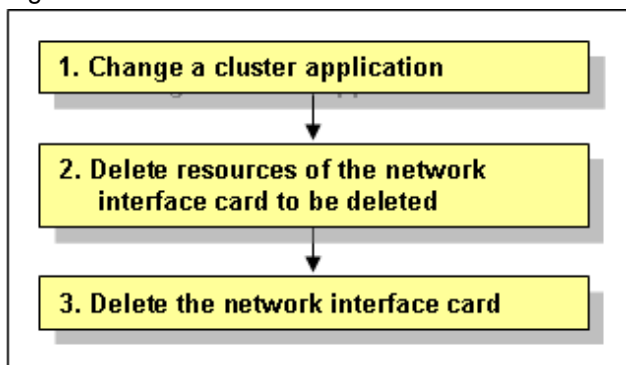 1. Change a cluster application
2. Delete resources of the network
interface card to be deleted
3. Delete the network interface card